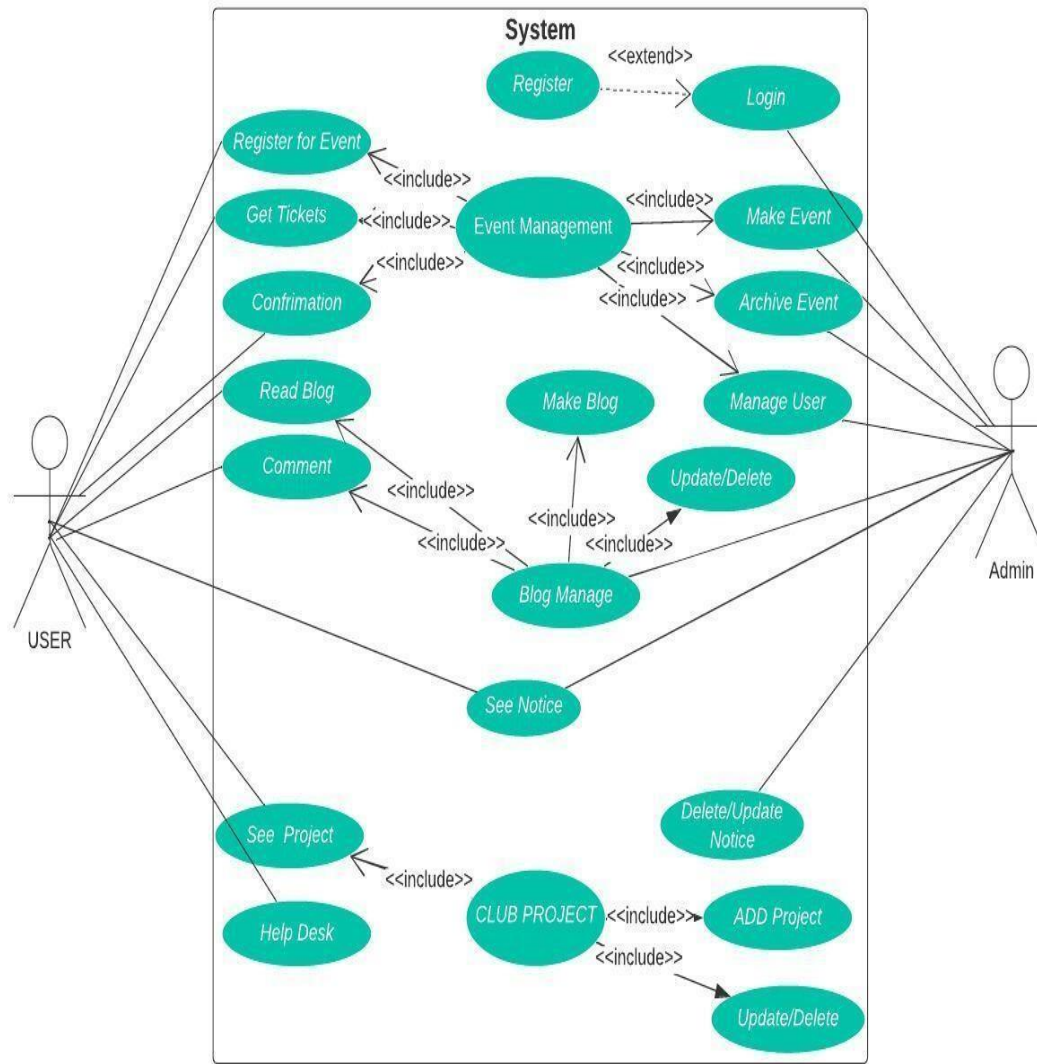 System
<<extend>>
Register
Login
Register for Event
<<include>>
<<include>>
Get Tickets
<<include>>
Event Management
Make Event
<<include>>
<<include>>
<<include>>
Confrimation
Archive Event
Read Blog
Make Blog
Manage User
Comment
Update/Delete
<<include>>
<<include>>
<<include>>
<<include>>
Blog Manage
Admin
USER
See Notice
Delete/Update
Notice
See Project
<<include>>
CLUB PROJECT
<<include>>
ADD Project
Help Desk
<<include>>
Update/Delete